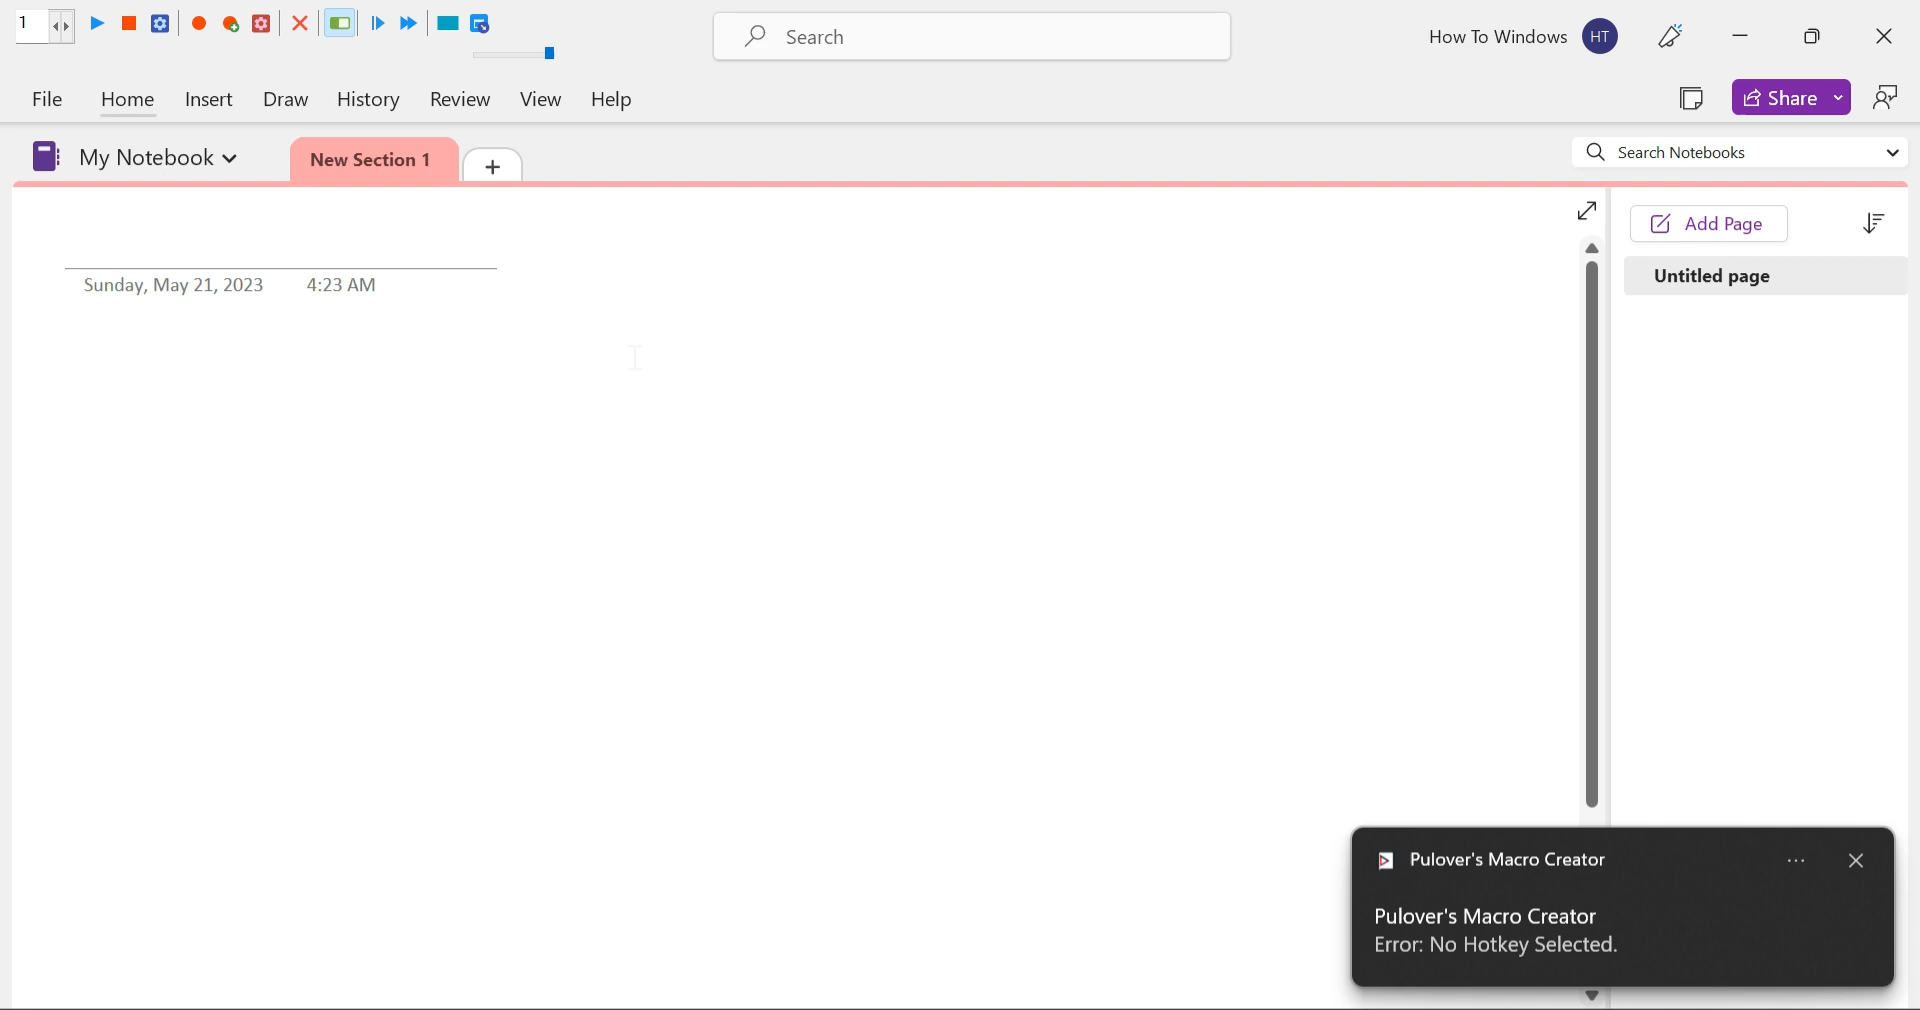 1
Search
How To Windows HT
File Home Insert Draw History Review View Help
Share
My Notebook
New Section 1
+
Search Notebooks
Add Page
Sunday, May 21, 2023 4:23 AM
Untitled page
Pulover's Macro Creator
Pulover's Macro Creator
Error: No Hotkey Selected.